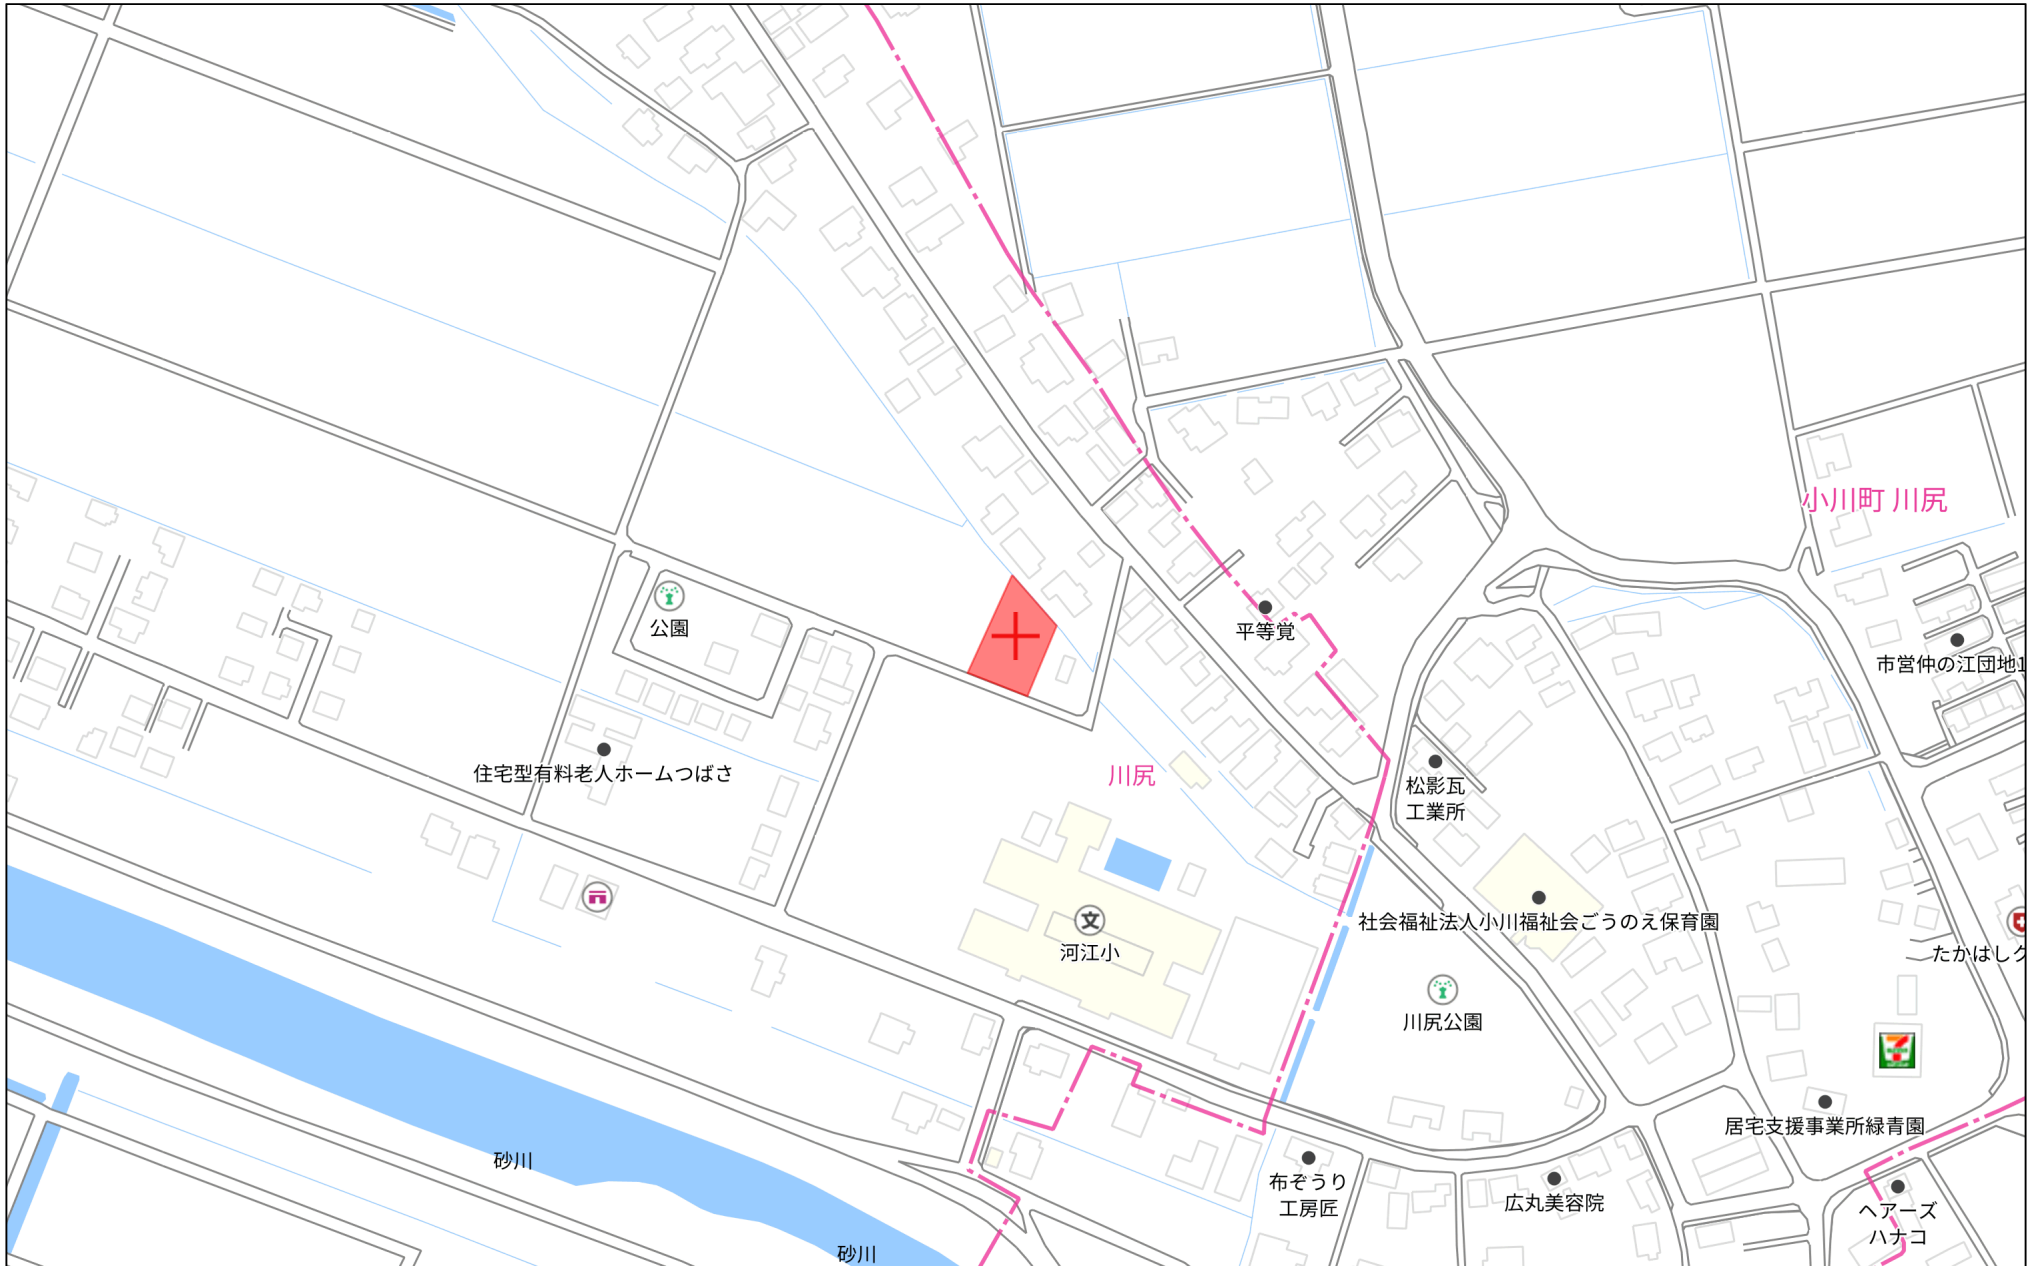 小川町 川尻
公園
平等覚
市営仲の江団地1
住宅型有料老人ホームつばさ
川尻
松影瓦
工業所
社会福祉法人小川福祉会ごうのえ保育園
文
河江小
たかはしク
川尻公園
7
居宅支援事業所緑青園
砂川
布ぞうり
工房匠
広丸美容院
ヘアーズ
ハナコ
砂川